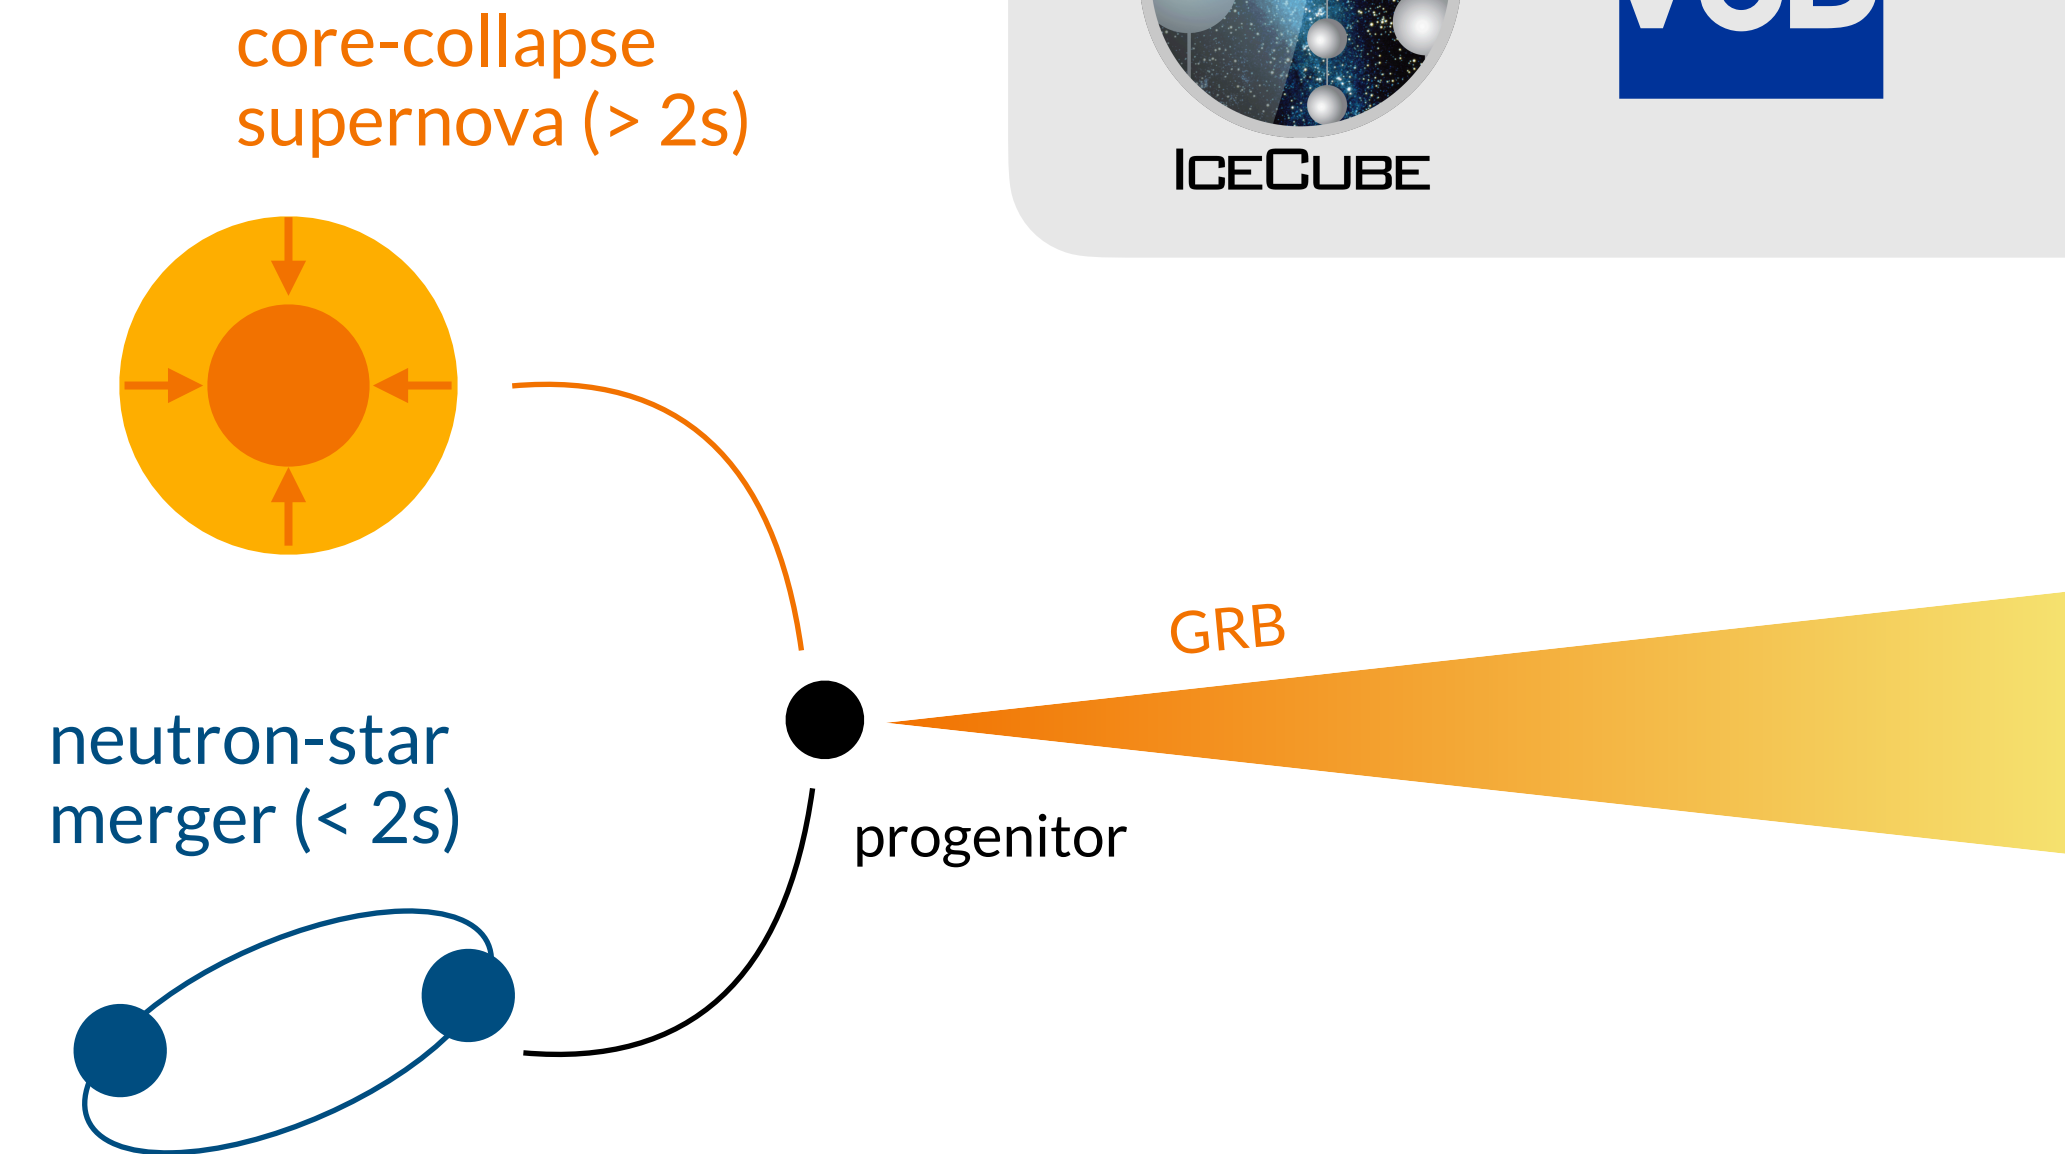 core-collapse
supernova (> 2s)
ICECUBE
GRB
neutron-star
merger (< 2s)
progenitor